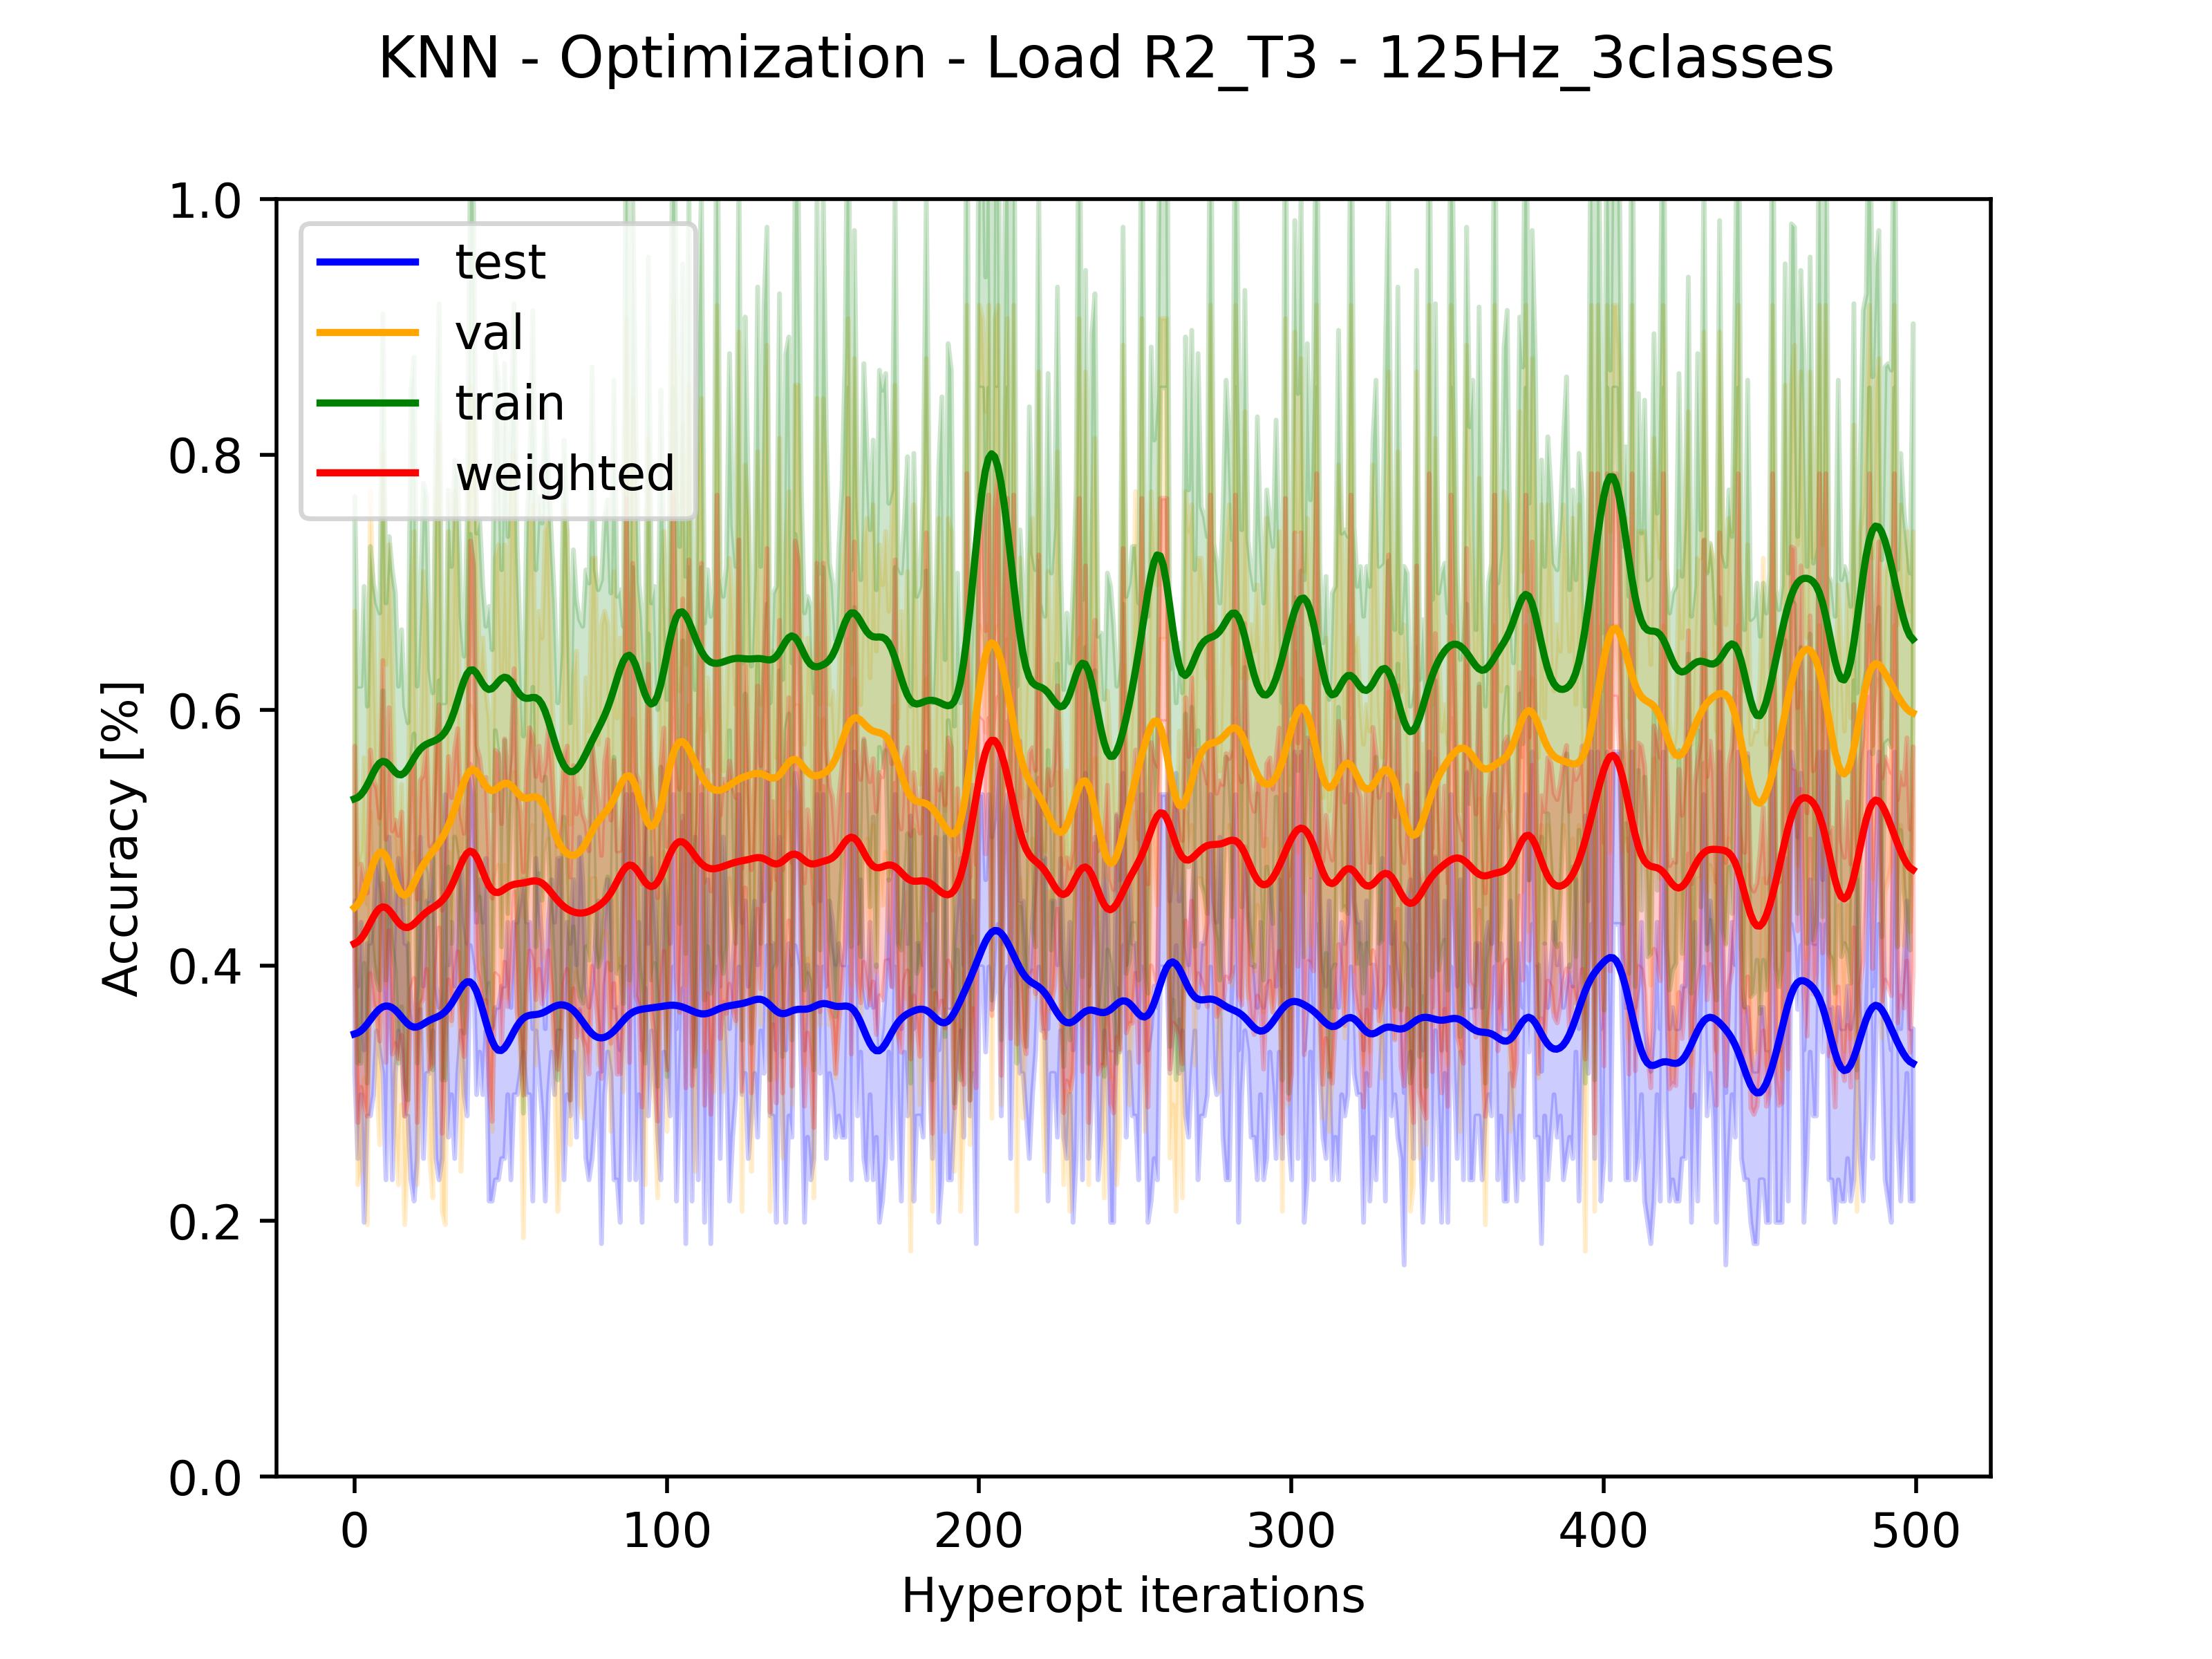 KNN - Optimization - Load R2_T3 - 125Hz_3classes
1.0
0.8
0.6
0.4
0.2
0.0
Accuracy [%]
test
val
train
weighted
0 100 200 300 400 500
Hyperopt iterations